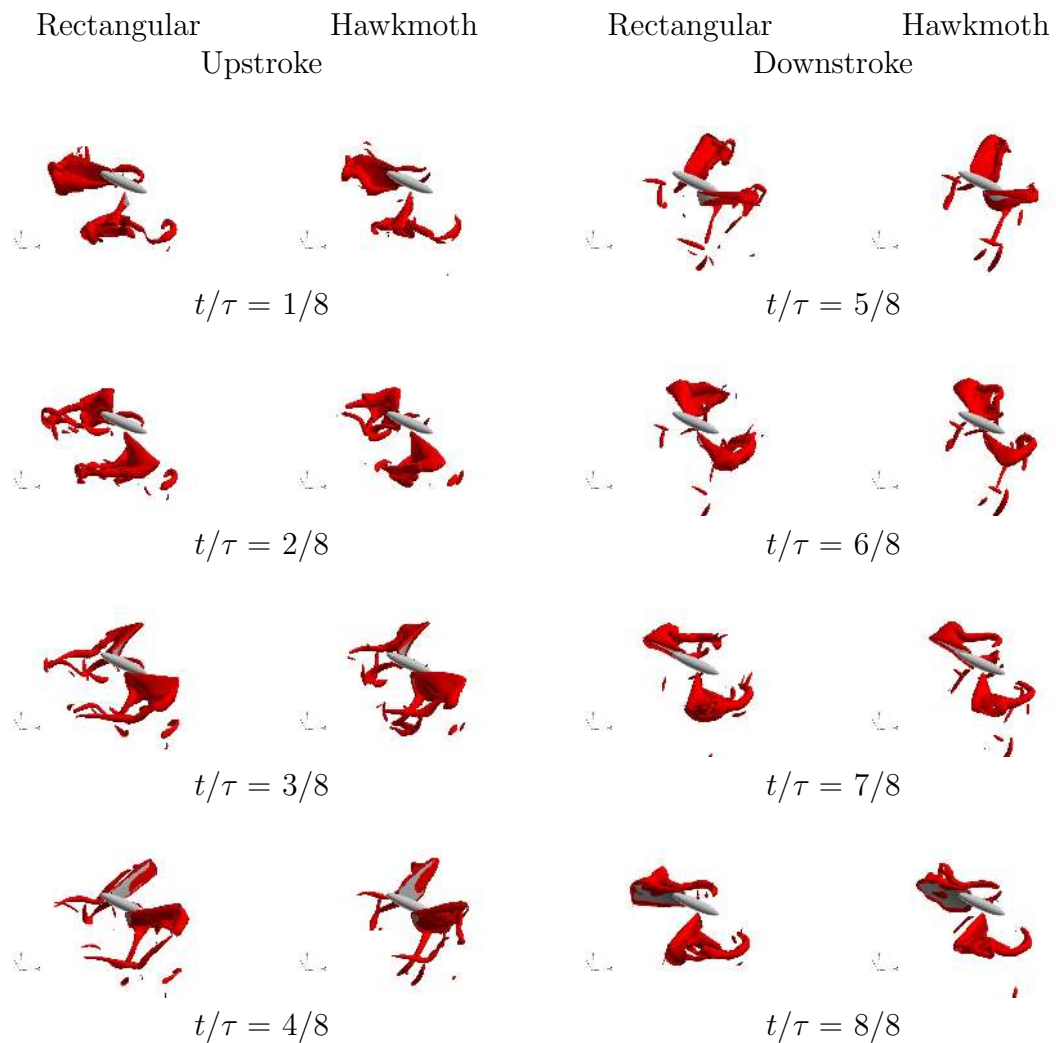 Rectangular Hawkmoth Rectangular Hawkmoth
Upstroke Downstroke
t/τ = 1/8 t/τ = 5/8
t/τ = 2/8 t/τ = 6/8
t/τ = 3/8 t/τ = 7/8
t/τ = 4/8 t/τ = 8/8